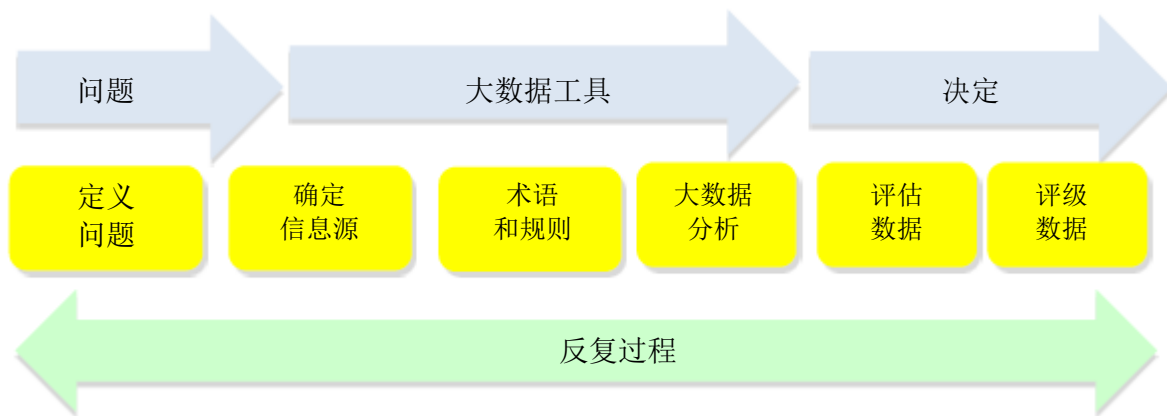 问题
大数据工具
决定
定义
问题
确定
信息源
术语
和规则
大数据
分析
评估
数据
评级
数据
反复过程